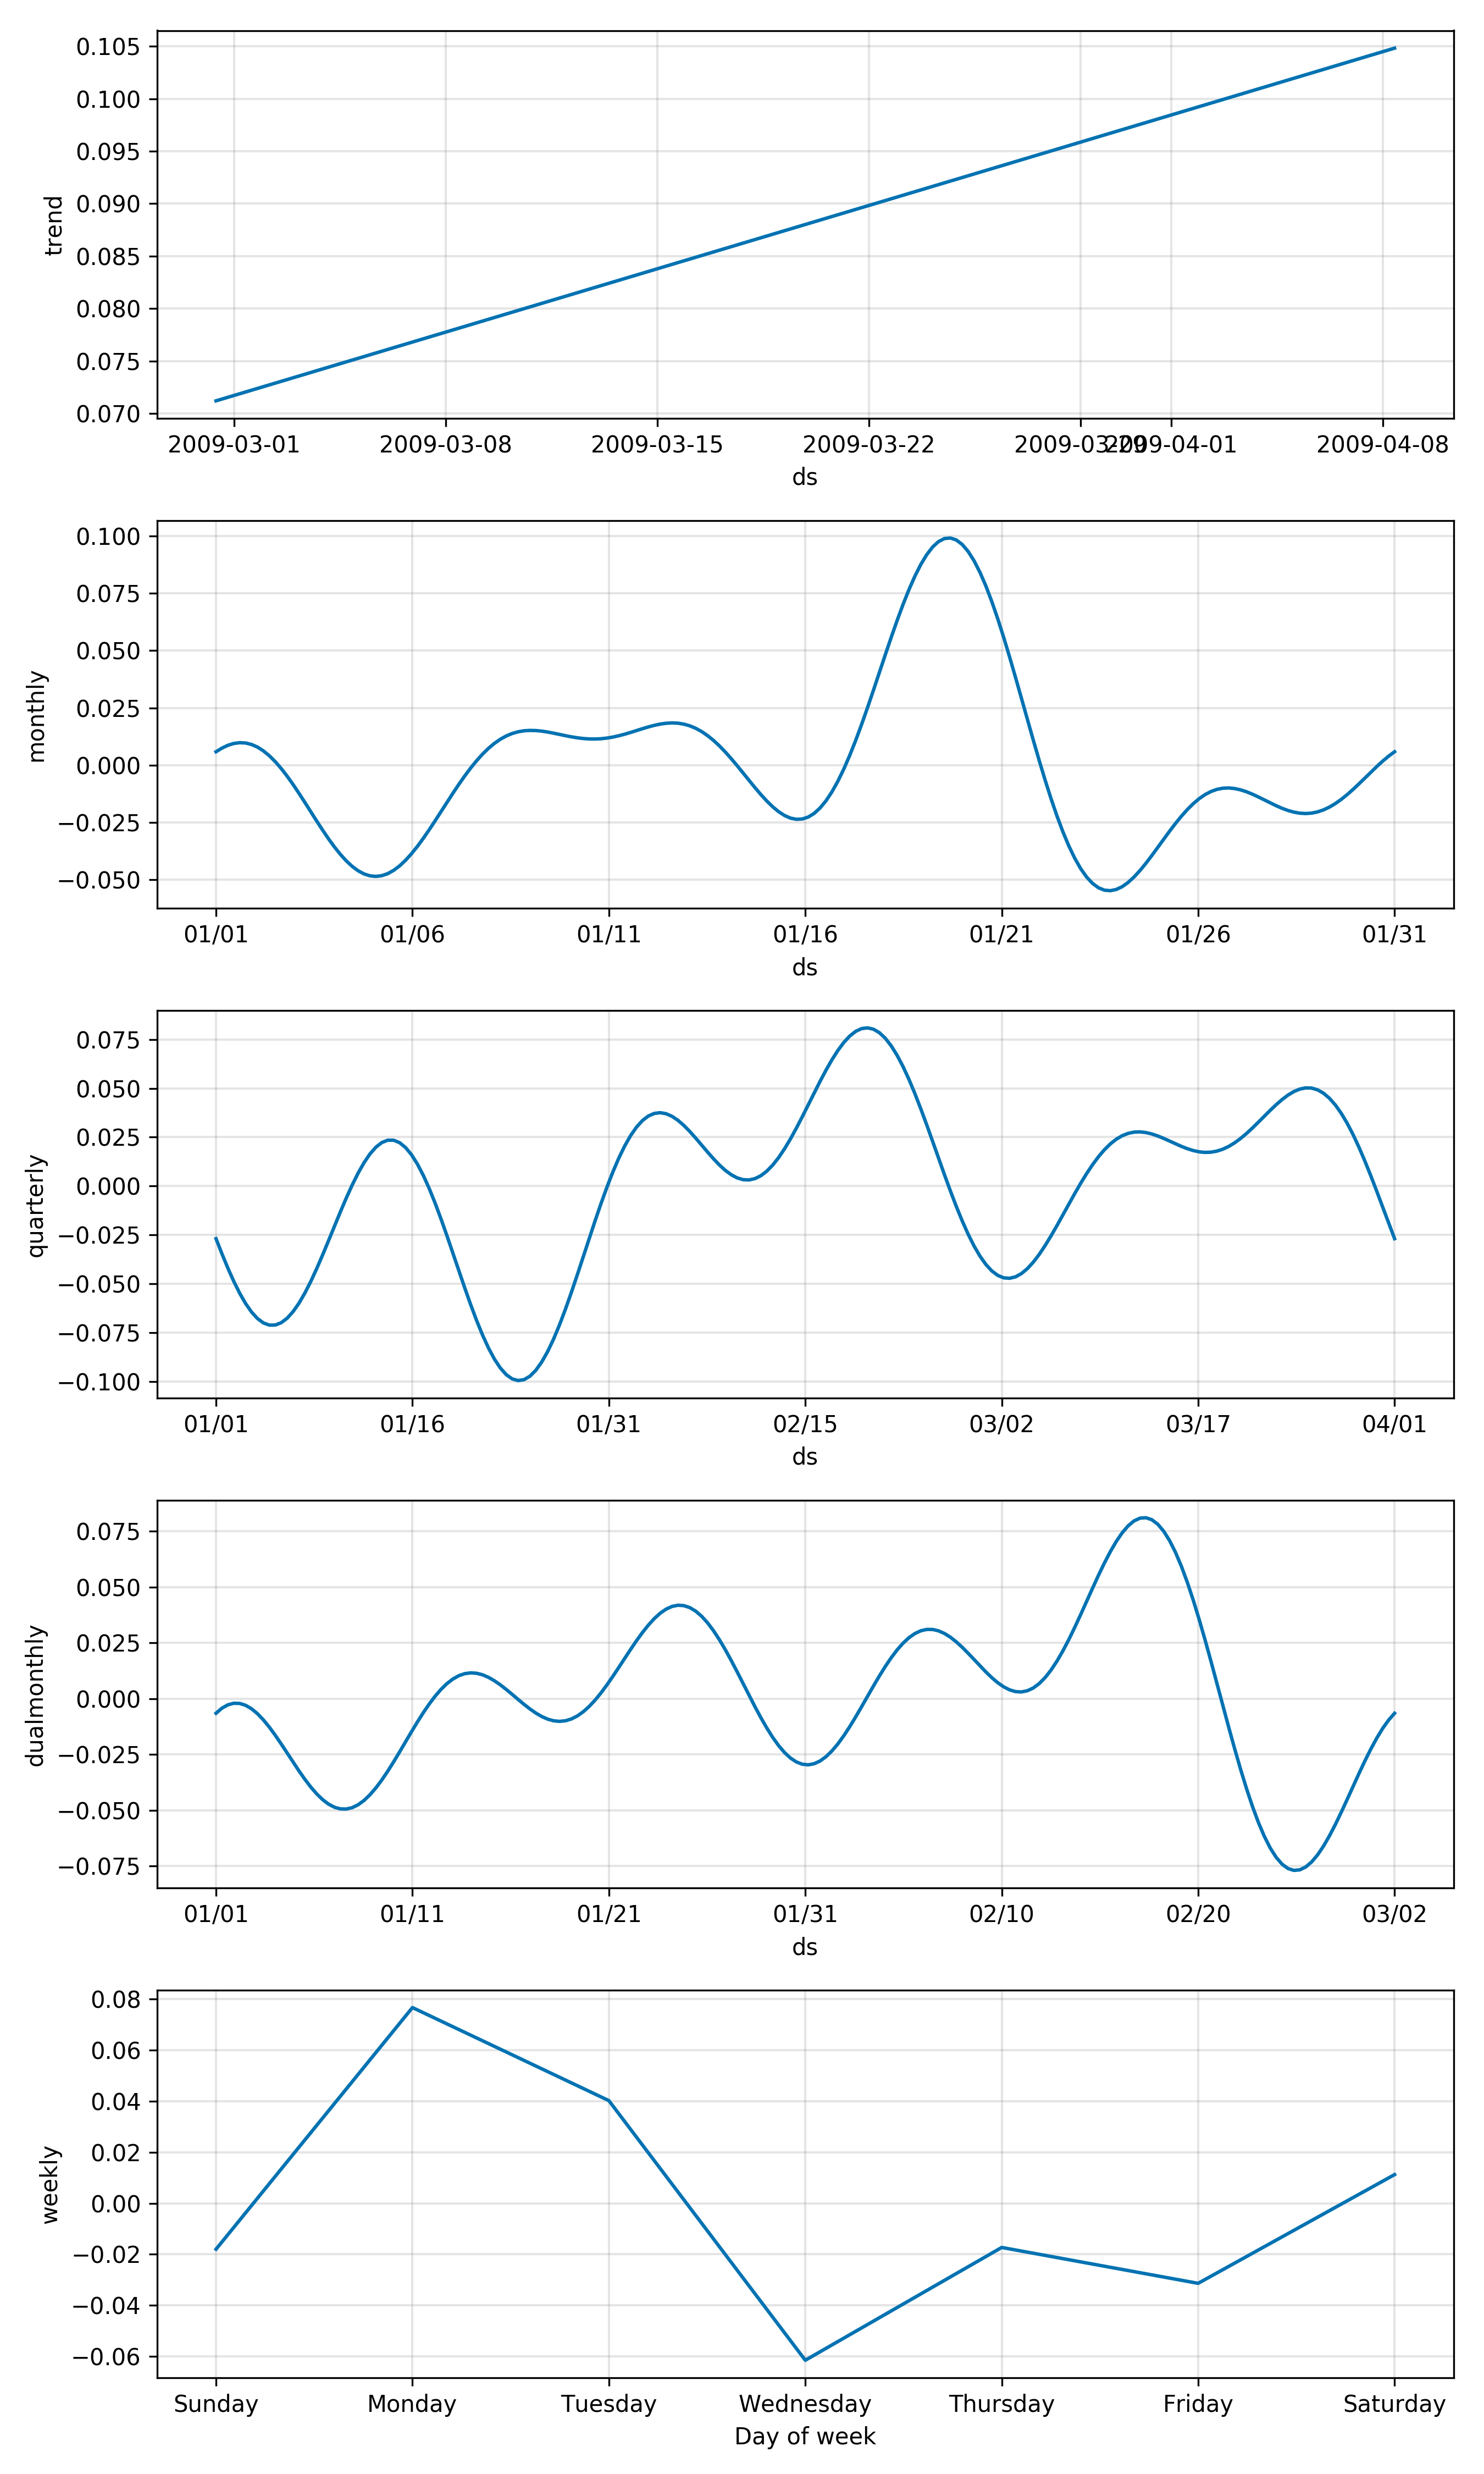 0.105
0.100
0.095
0.090
0.085
0.080
0.075
0.070
trend
2009-03-01 2009-03-08 2009-03-15 2009-03-22 2009-03-29 2009-04-01 2009-04-08
ds
0.100
0.075
0.050
0.025
0.000
−0.025
−0.050
monthly
01/01 01/06 01/11 01/16 01/21 01/26 01/31
ds
0.075
0.050
0.025
0.000
−0.025
−0.050
−0.075
−0.100
quarterly
01/01 01/16 01/31 02/15 03/02 03/17 04/01
ds
0.075
0.050
0.025
0.000
−0.025
−0.050
−0.075
dualmonthly
01/01 01/11 01/21 01/31 02/10 02/20 03/02
ds
0.08
0.06
0.04
0.02
0.00
−0.02
−0.04
−0.06
weekly
Sunday Monday Tuesday Wednesday Thursday Friday Saturday
Day of week